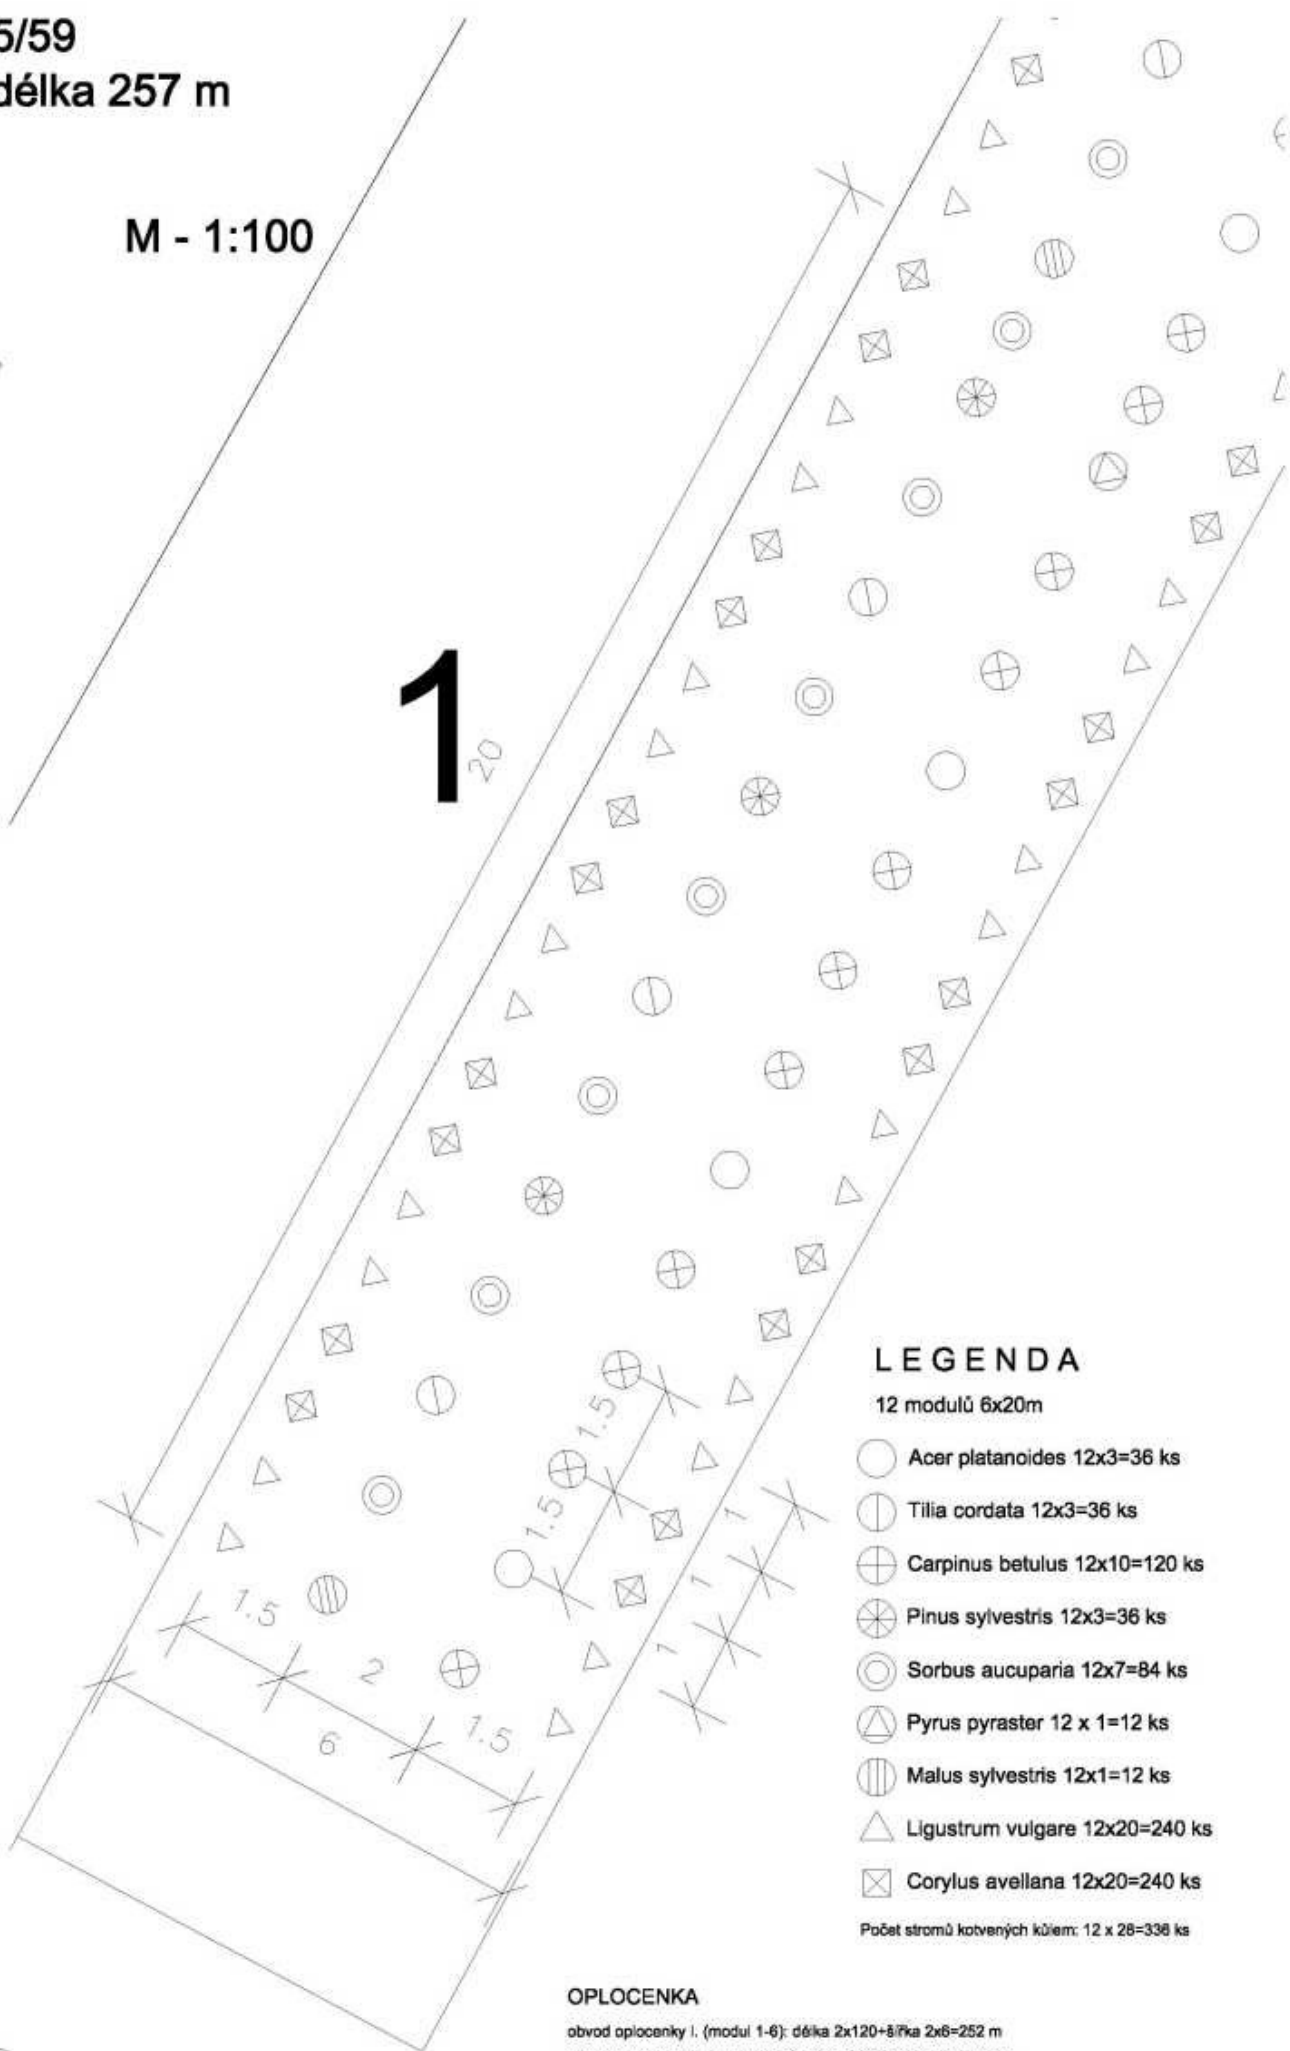 5/59
délka 257 m
M - 1:100
1
20
1.5
1.5
1
1
1
1.5
2
1.5
6
LEGENDA
12 modulů 6x20m
Acer platanoides 12x3=36 ks
Tilia cordata 12x3=36 ks
Carpinus betulus 12x10=120 ks
Pinus sylvestris 12x3=36 ks
Sorbus aucuparia 12x7=84 ks
Pyrus pyraster 12 x 1=12 ks
Malus sylvestris 12x1=12 ks
Ligustrum vulgare 12x20=240 ks
Corylus avellana 12x20=240 ks
Počet stromů kotvených kůlem: 12 x 28=336 ks
OPLOCENKA
obvod oplocenky I. (modul 1-6): délka 2x120+šířka 2x6=252 m